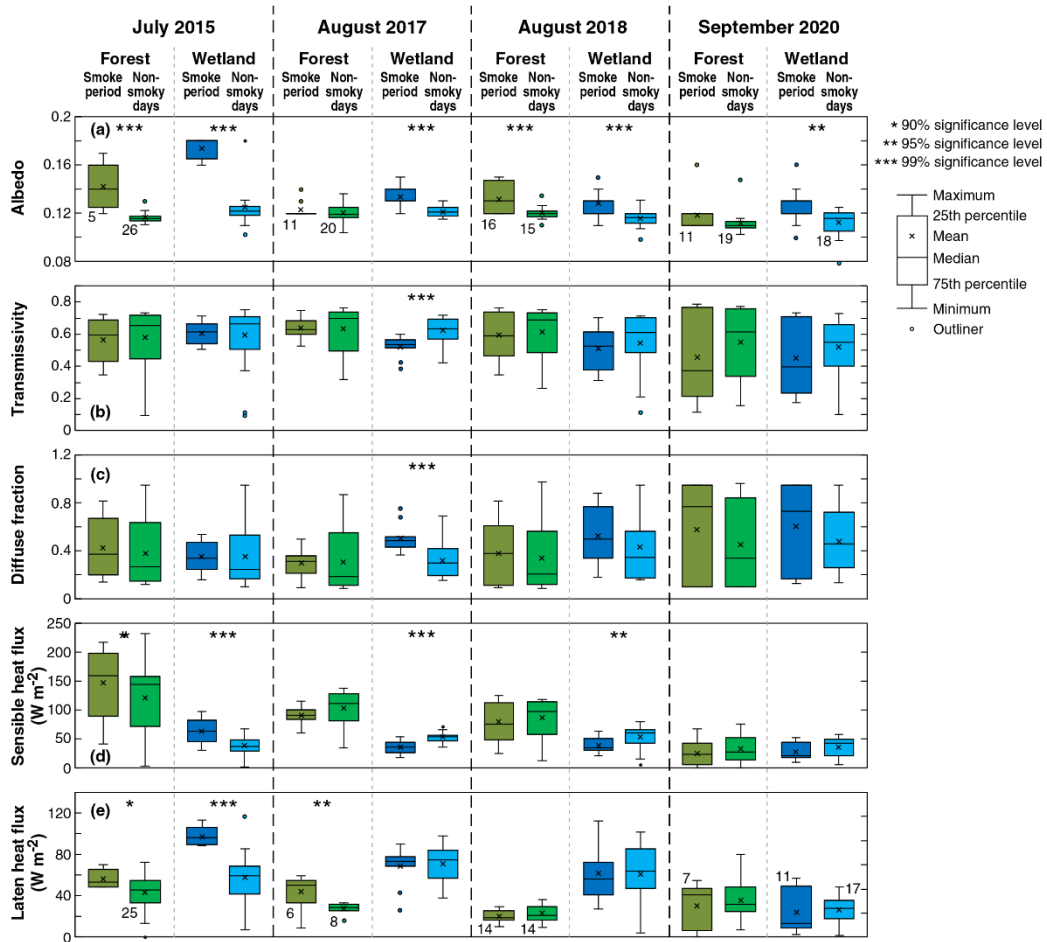 July 2015 August 2017 August 2018 September 2020
Forest Wetland Forest Wetland Forest Wetland Forest Wetland
Smoke period Non-smoky days Smoke period Non-smoky days Smoke period Non-smoky days Smoke period Non-smoky days Smoke period Non-smoky days Smoke period Non-smoky days Smoke period Non-smoky days Smoke period Non-smoky days
(a) *** *** *** *** *** **
Albedo
0.2
0.16
0.12
0.08
5 26 11 20 16 15 11 19 18
* 90% significance level
** 95% significance level
*** 99% significance level
Maximum
25th percentile
Mean
Median
75th percentile
Minimum
Outliner
Transmissivity
0.8
0.6
0.4
0.2
0
***
(b)
Diffuse fraction
1.2
0.8
0.4
0
(c) ***
Sensible heat flux
(W m-2)
250
200
150
100
50
0
* *** *** **
(d)
Laten heat flux
(W m-2)
120
80
40
0
(e) * *** **
25 6 8 14 14 7 11 17